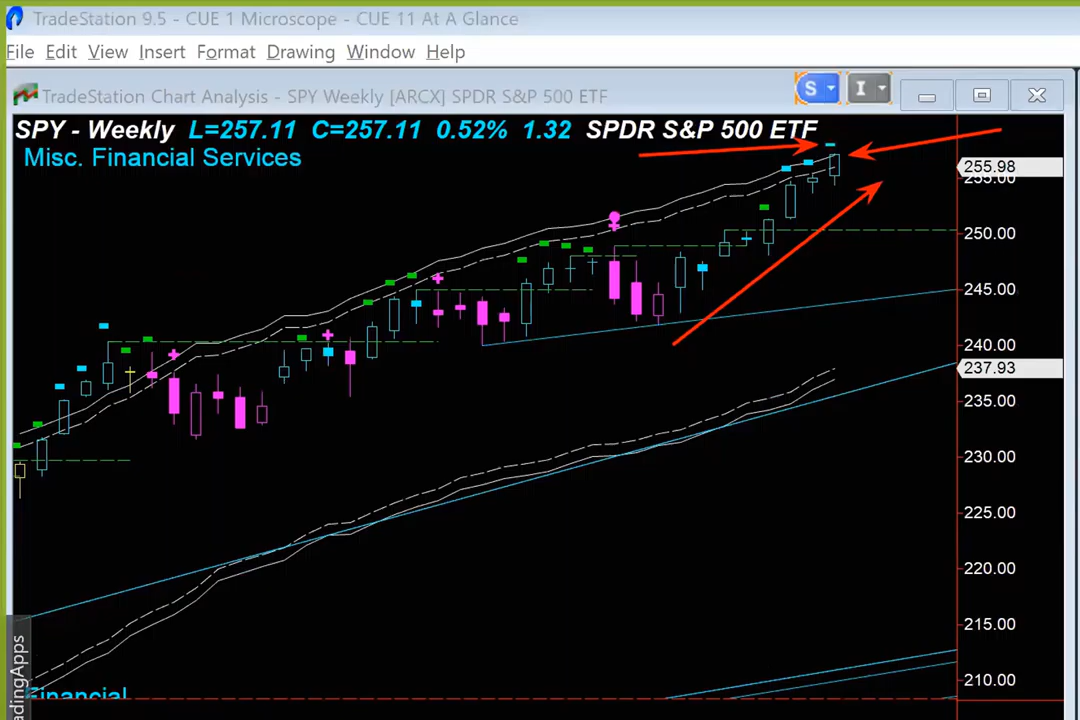 TradeStation 9.5 - CUE 1 Microscope - CUE 11 At A Glance
File Edit View Insert Format Drawing Window Help
TradeStation Chart Analysis - SPY Weekly [ARCX] SPDR S&P 500 ETF
S I
SPY - Weekly L=257.11 C=257.11 0.52% 1.32 SPDR S&P 500 ETF
Misc. Financial Services
255.98
255.00
250.00
245.00
240.00
237.93
235.00
230.00
225.00
220.00
215.00
210.00
Financial